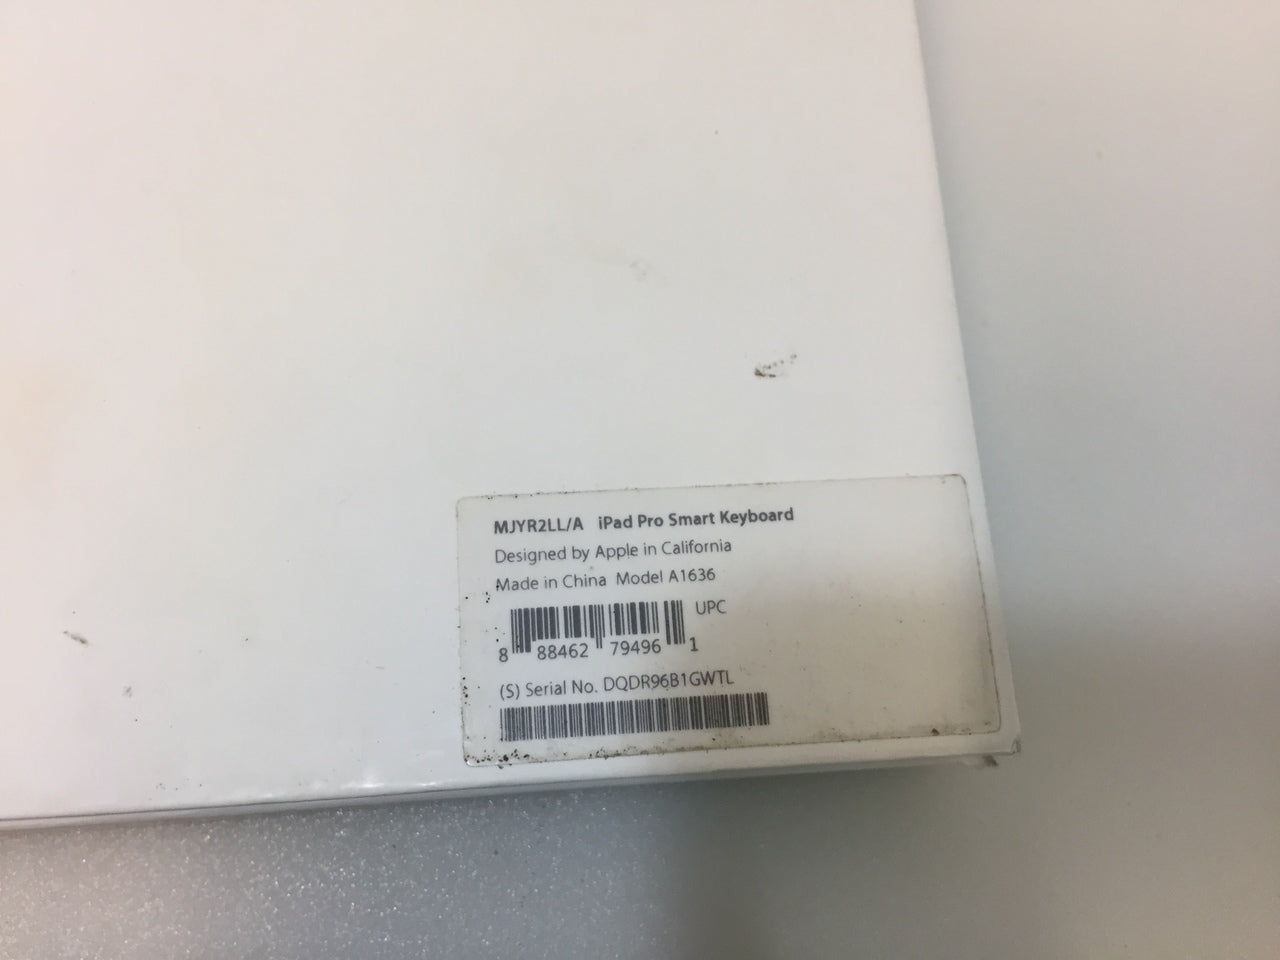 MJYR2LL/A iPad Pro Smart Keyboard
Designed by Apple in California
Made in China Model A1636
UPC
8 88462 79496 1
(S) Serial No. DQDR96B1GWTL